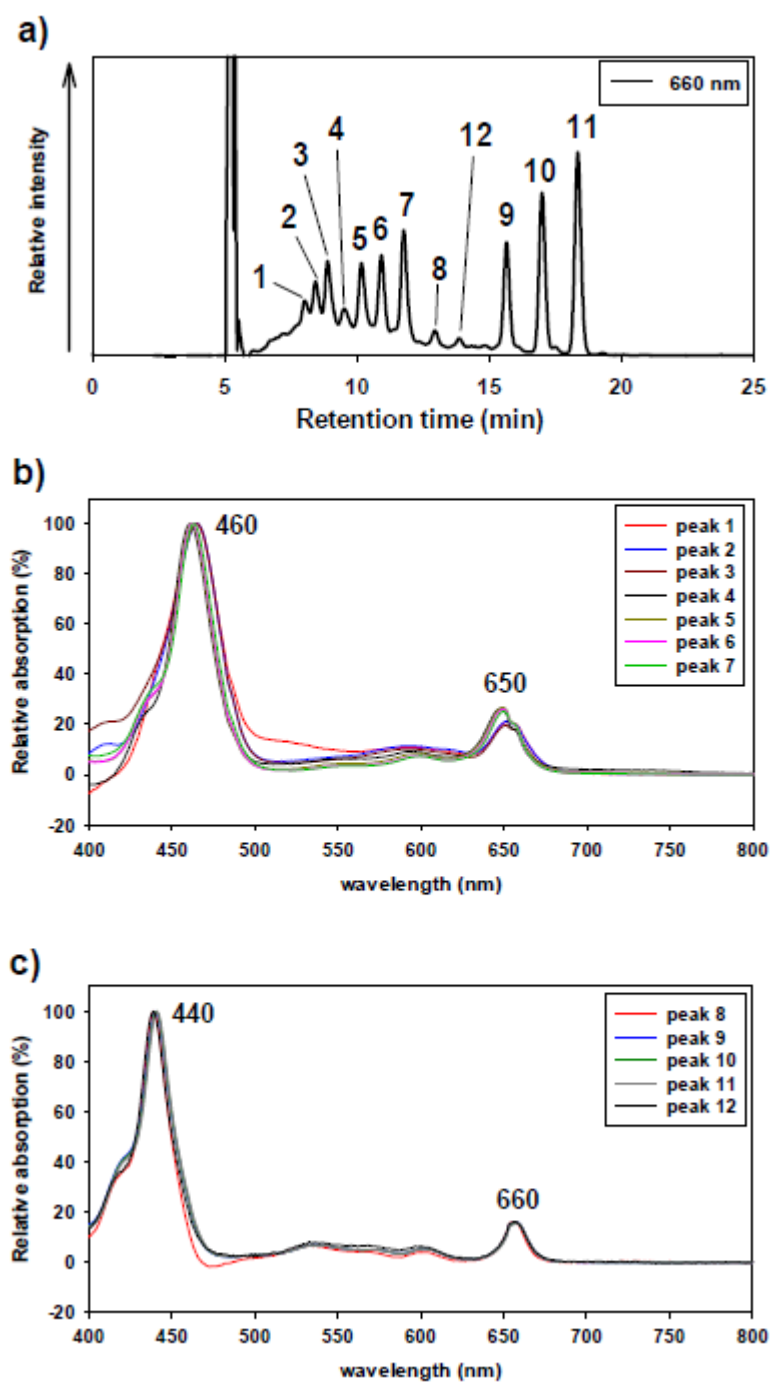 a)
Relative intensity
660 nm
1
2
3
4
5
6
7
8
12
9
10
11
0 5 10 15 20 25
Retention time (min)
b)
Relative absorption (%)
100
80
60
40
20
0
-20
460
650
peak 1
peak 2
peak 3
peak 4
peak 5
peak 6
peak 7
400 450 500 550 600 650 700 750 800
wavelength (nm)
c)
Relative absorption (%)
100
80
60
40
20
0
-20
440
660
peak 8
peak 9
peak 10
peak 11
peak 12
400 450 500 550 600 650 700 750 800
wavelength (nm)